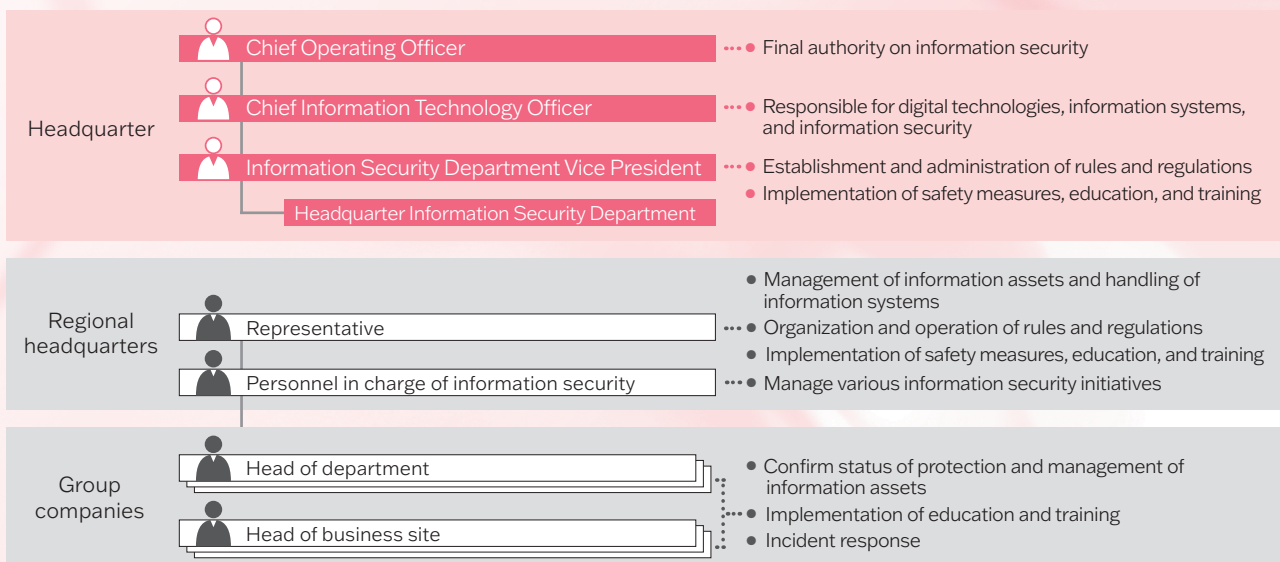 Headquarter
Chief Operating Officer
Final authority on information security
Chief Information Technology Officer
Responsible for digital technologies, information systems,
and information security
Information Security Department Vice President
Establishment and administration of rules and regulations
Implementation of safety measures, education, and training
Headquarter Information Security Department
Regional
headquarters
Management of information assets and handling of
information systems
Representative
Organization and operation of rules and regulations
Implementation of safety measures, education, and training
Personnel in charge of information security
Manage various information security initiatives
Group
companies
Head of department
Confirm status of protection and management of
information assets
Implementation of education and training
Head of business site
Incident response